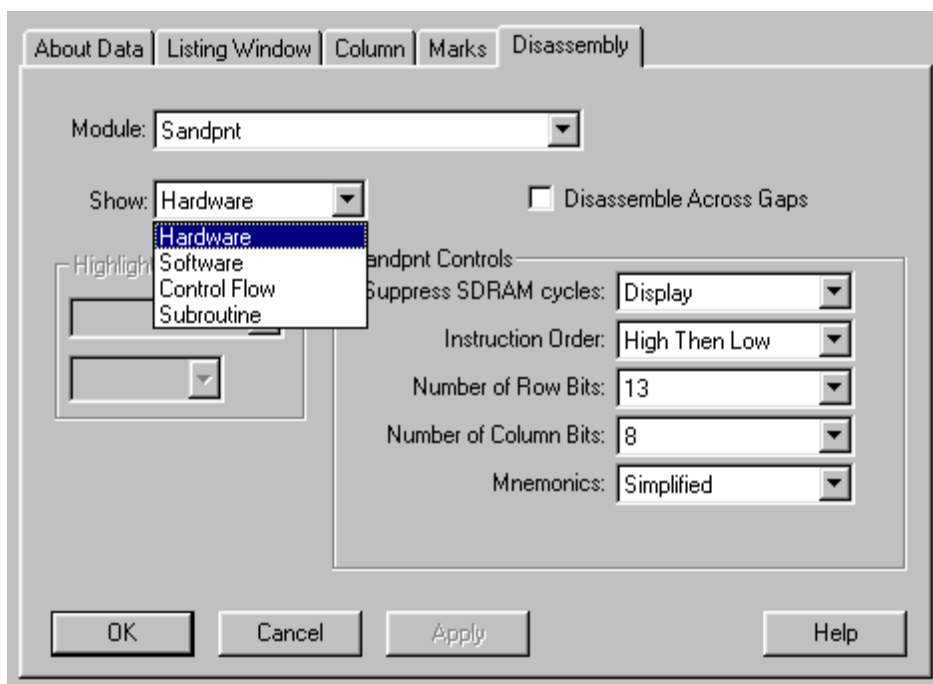 About Data Listing Window Column Marks Disassembly
Module: Sandpnt
Show: Hardware Disassemble Across Gaps
Hardware
Software
Control Flow
Subroutine
Highlight
andpnt Controls
Suppress SDRAM cycles: Display
Instruction Order: High Then Low
Number of Row Bits: 13
Number of Column Bits: 8
Mnemonics: Simplified
OK Cancel Apply Help